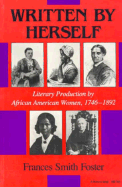 WRITTEN BY
HERSELF
Literary Production by
African American Women, 1746–1892
Frances Smith Foster